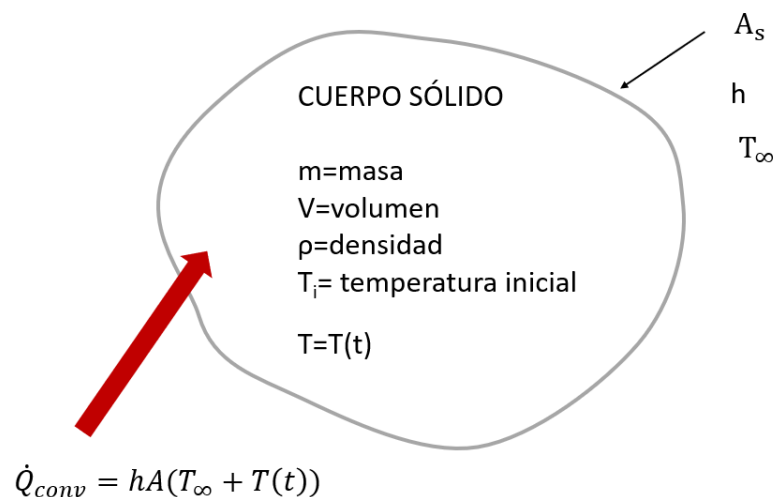 A_s
CUERPO SÓLIDO
h
T_∞
m=masa
V=volumen
ρ=densidad
T_i= temperatura inicial
T=T(t)
Q̇_conv = hA(T_∞ + T(t))